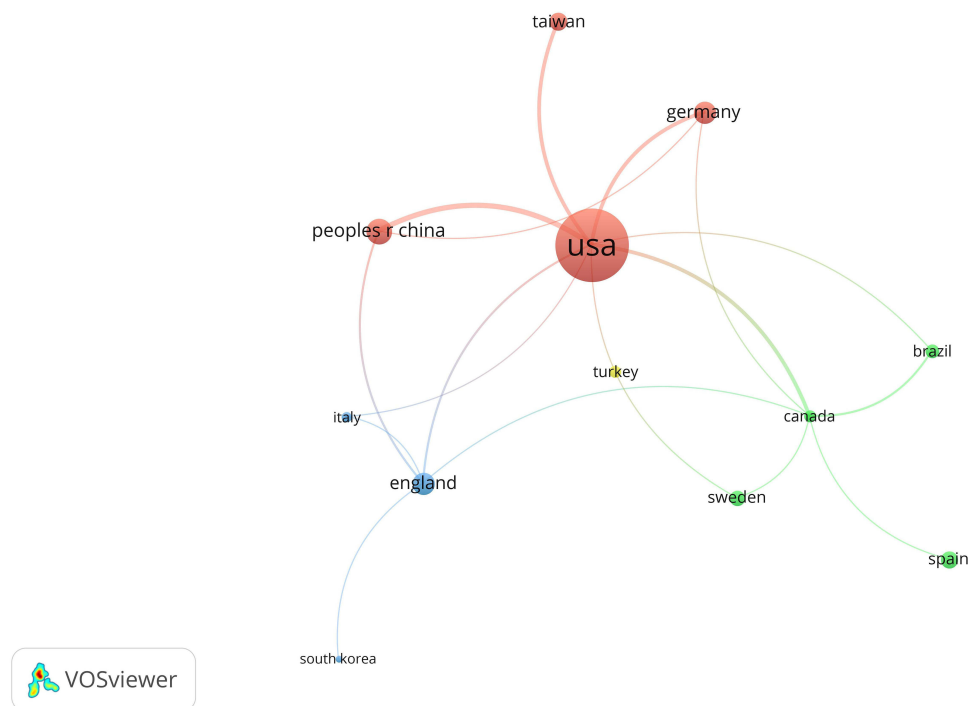 taiwan
germany
peoples r china
usa
brazil
turkey
canada
italy
england
sweden
spain
south korea
VOSviewer